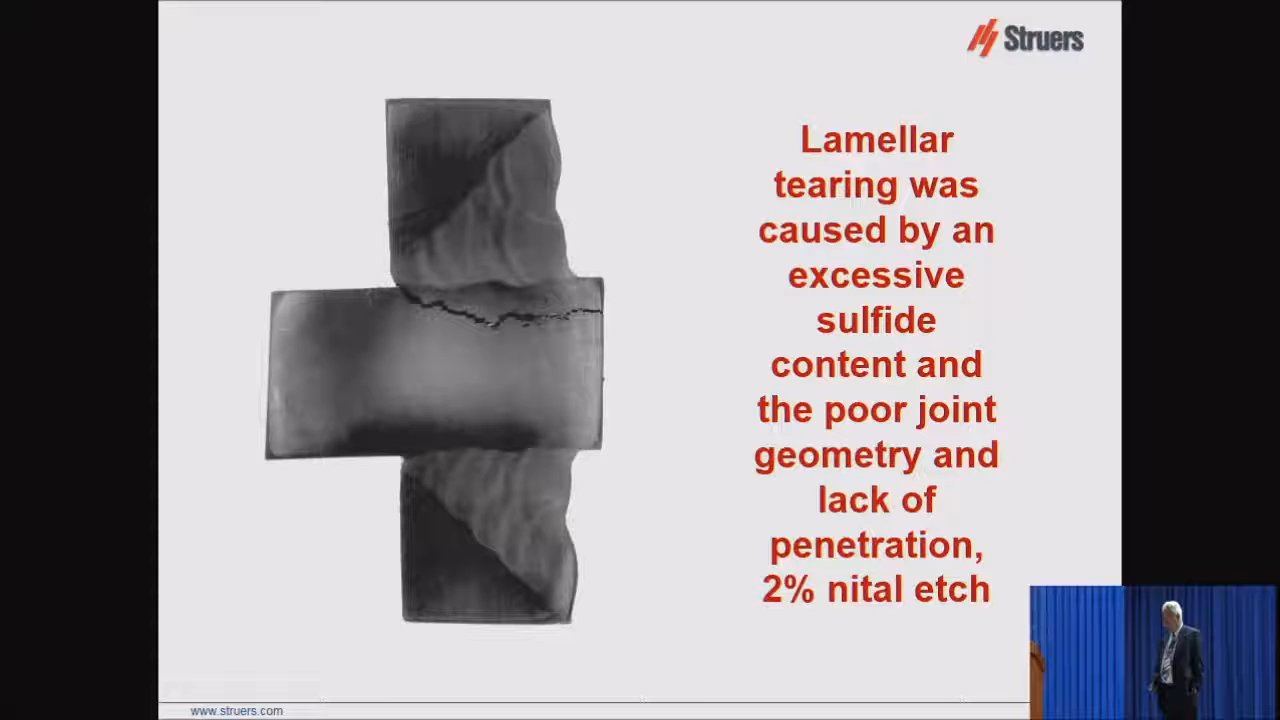 Struers
Lamellar
tearing was
caused by an
excessive
sulfide
content and
the poor joint
geometry and
lack of
penetration,
2% nital etch
www.struers.com